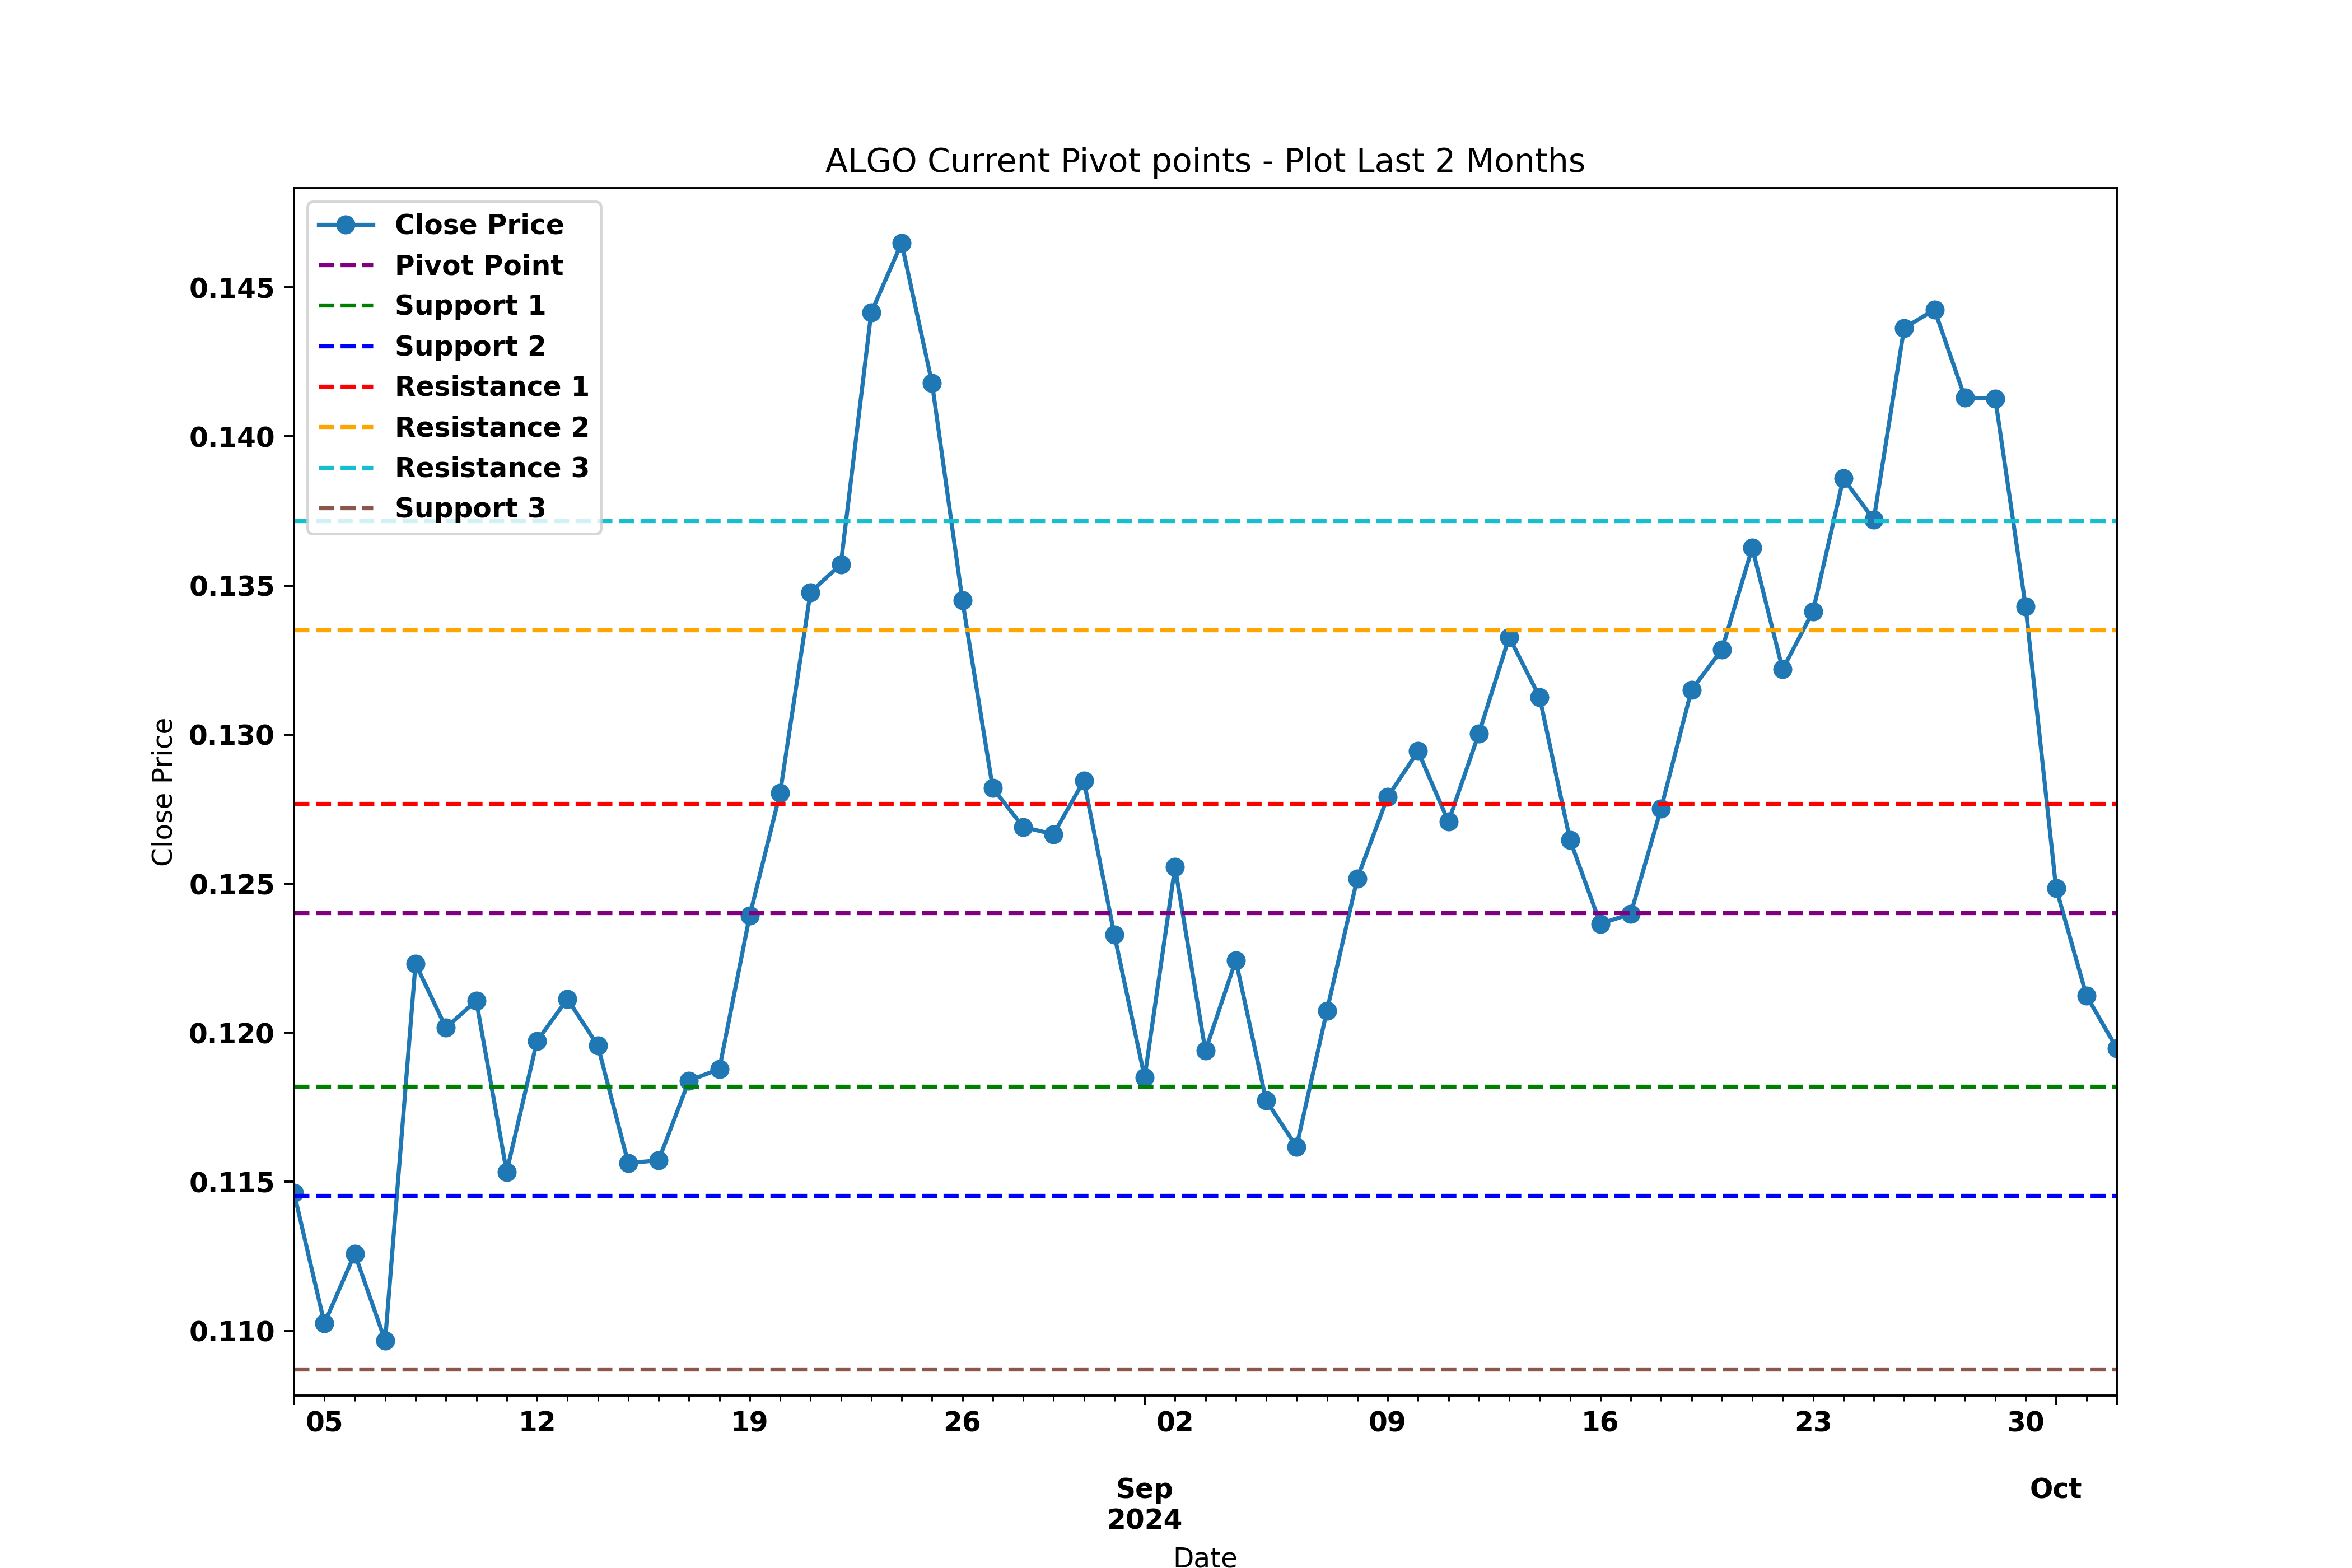 ALGO Current Pivot points - Plot Last 2 Months
Close Price
Pivot Point
Support 1
Support 2
Resistance 1
Resistance 2
Resistance 3
Support 3
0.145
0.140
0.135
0.130
0.125
0.120
0.115
0.110
Close Price
05 12 19 26 02 09 16 23 30
Sep Oct
2024
Date